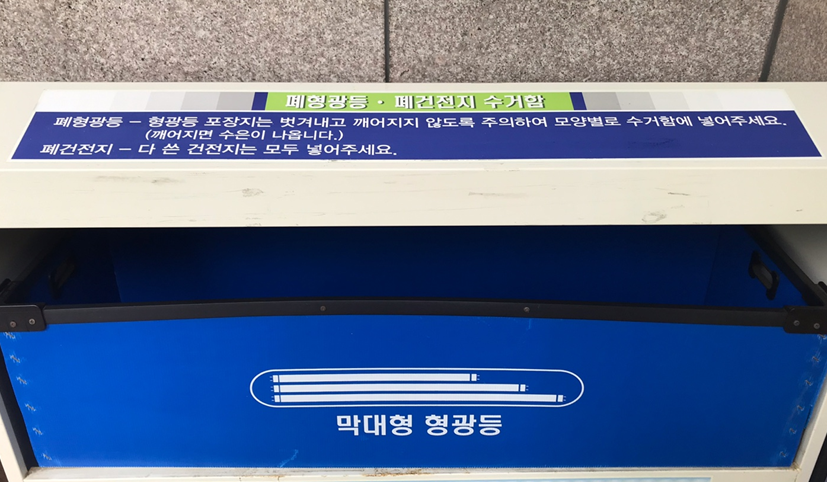 폐형광등 · 폐건전지 수거함
폐형광등 – 형광등 포장지는 벗겨내고 깨어지지 않도록 주의하여 모양별로 수거함에 넣어주세요.
(깨어지면 수은이 나옵니다.)
폐건전지 – 다 쓴 건전지는 모두 넣어주세요.
막대형 형광등